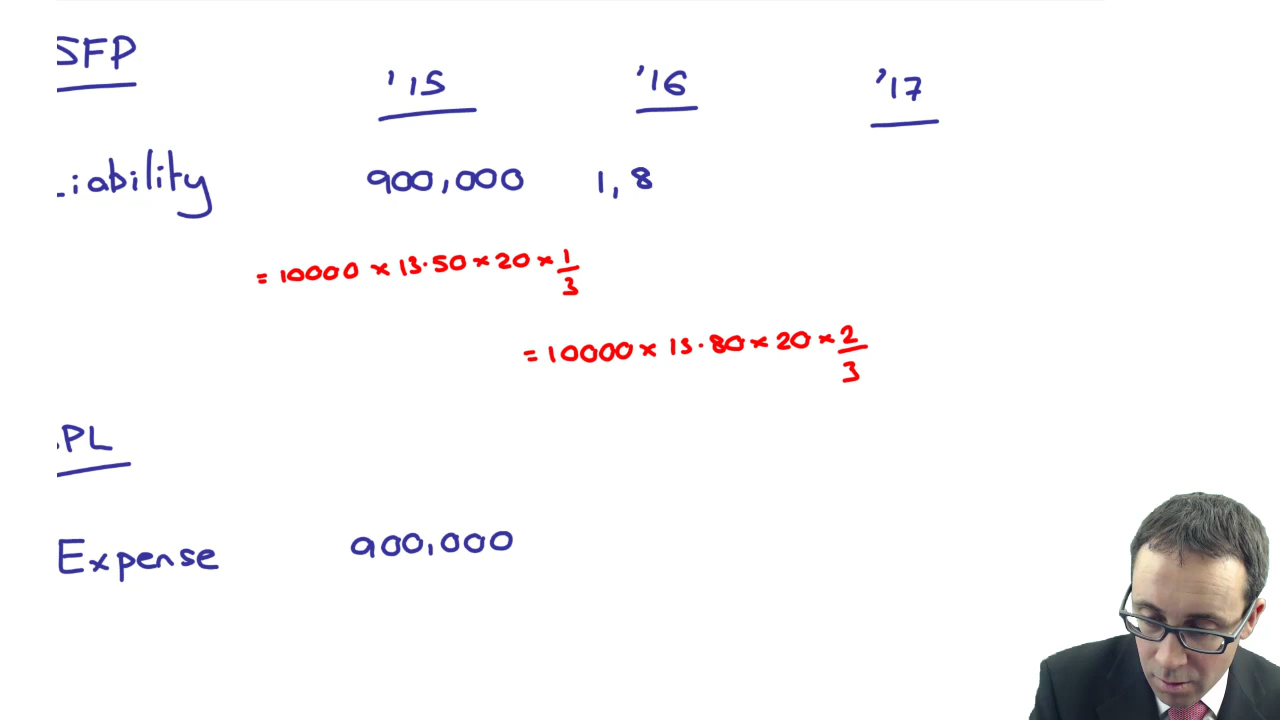 SFP
'15 '16 '17
iability 900,000 1,8
= 10000 × 13.50 × 20 × 1/3
= 10000 × 13.80 × 20 × 2/3
PL
Expense 900,000